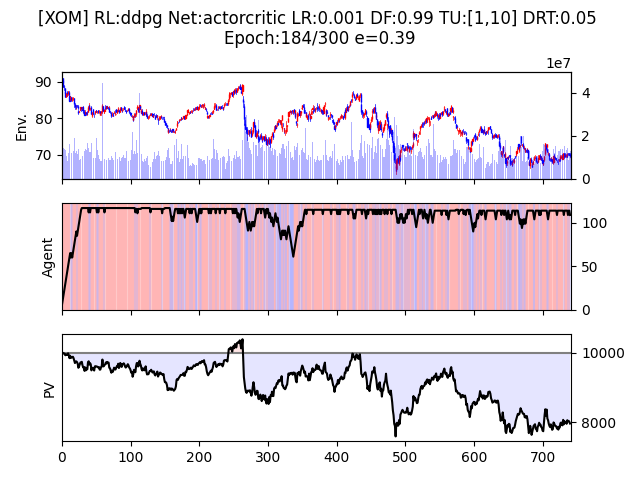 [XOM] RL:ddpg Net:actorcritic LR:0.001 DF:0.99 TU:[1,10] DRT:0.05
Epoch:184/300 e=0.39
1e7
90
80
70
Env.
4
2
0
Agent
100
50
0
PV
10000
8000
0 100 200 300 400 500 600 700